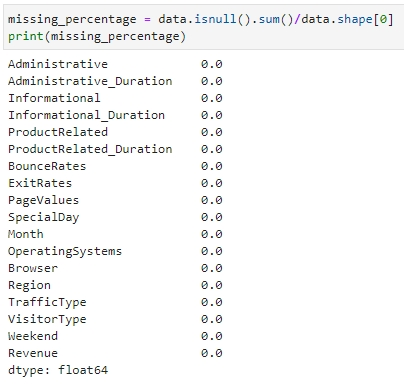 missing_percentage = data.isnull().sum()/data.shape[0]
print(missing_percentage)
Administrative 0.0
Administrative_Duration 0.0
Informational 0.0
Informational_Duration 0.0
ProductRelated 0.0
ProductRelated_Duration 0.0
BounceRates 0.0
ExitRates 0.0
PageValues 0.0
SpecialDay 0.0
Month 0.0
OperatingSystems 0.0
Browser 0.0
Region 0.0
TrafficType 0.0
VisitorType 0.0
Weekend 0.0
Revenue 0.0
dtype: float64